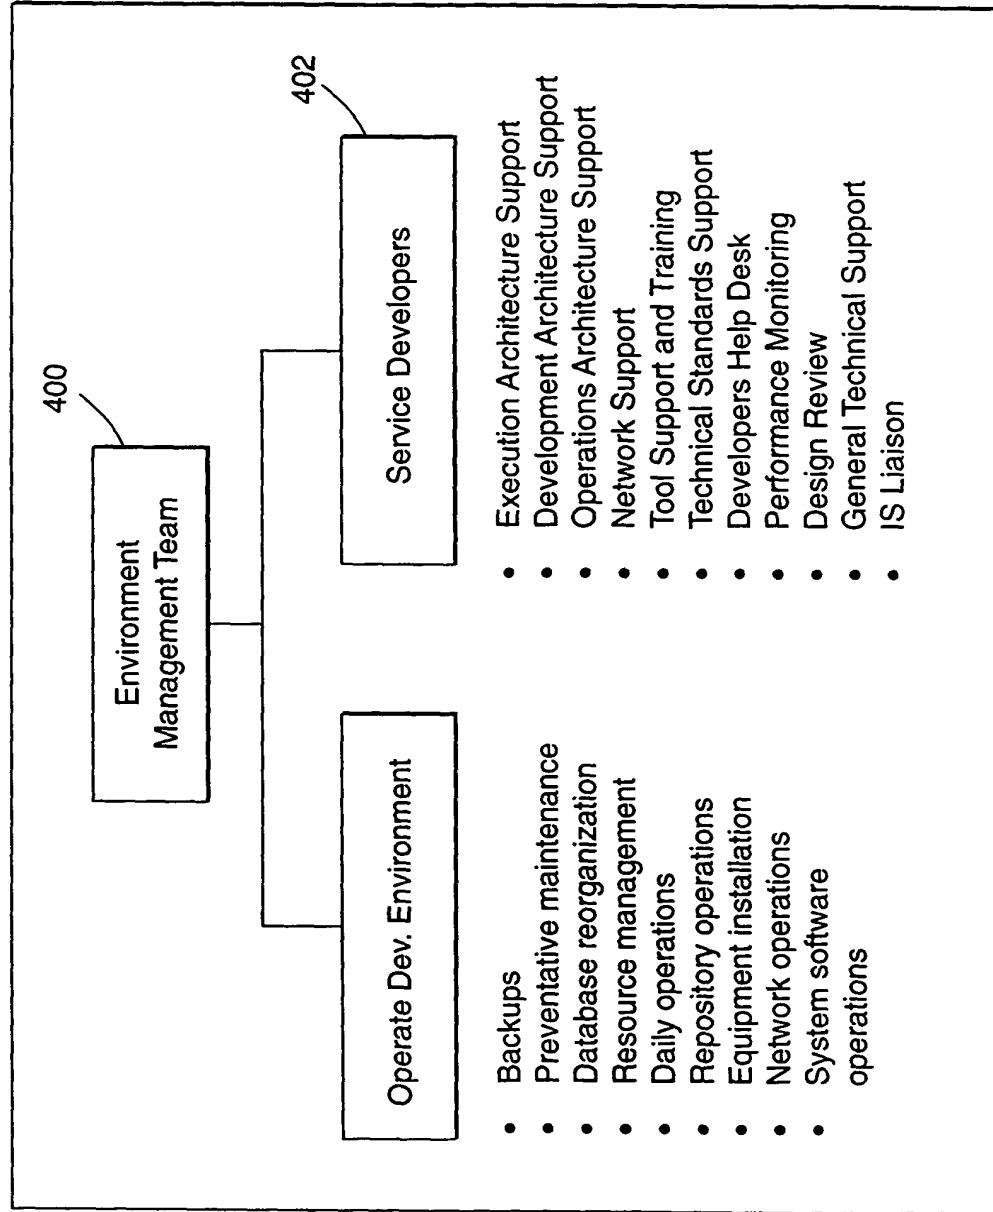 400
Environment
Management Team
402
Operate Dev. Environment
Service Developers
• Backups
• Preventative maintenance
• Database reorganization
• Resource management
• Daily operations
• Repository operations
• Equipment installation
• Network operations
• System software
operations
• Execution Architecture Support
• Development Architecture Support
• Operations Architecture Support
• Network Support
• Tool Support and Training
• Technical Standards Support
• Developers Help Desk
• Performance Monitoring
• Design Review
• General Technical Support
• IS Liaison